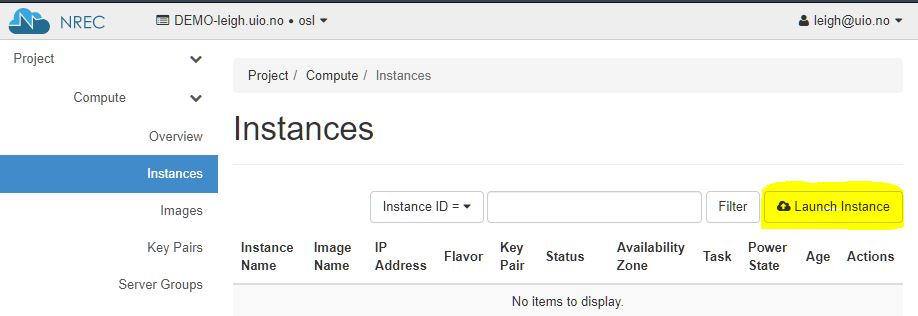 NREC
DEMO-leigh.uio.no • osl
leigh@uio.no
Project
Compute
Overview
Instances
Images
Key Pairs
Server Groups
Project / Compute / Instances
Instances
Instance ID =
Filter
Launch Instance
Instance Name
Image Name
IP Address
Flavor
Key Pair
Status
Availability Zone
Task
Power State
Age
Actions
No items to display.